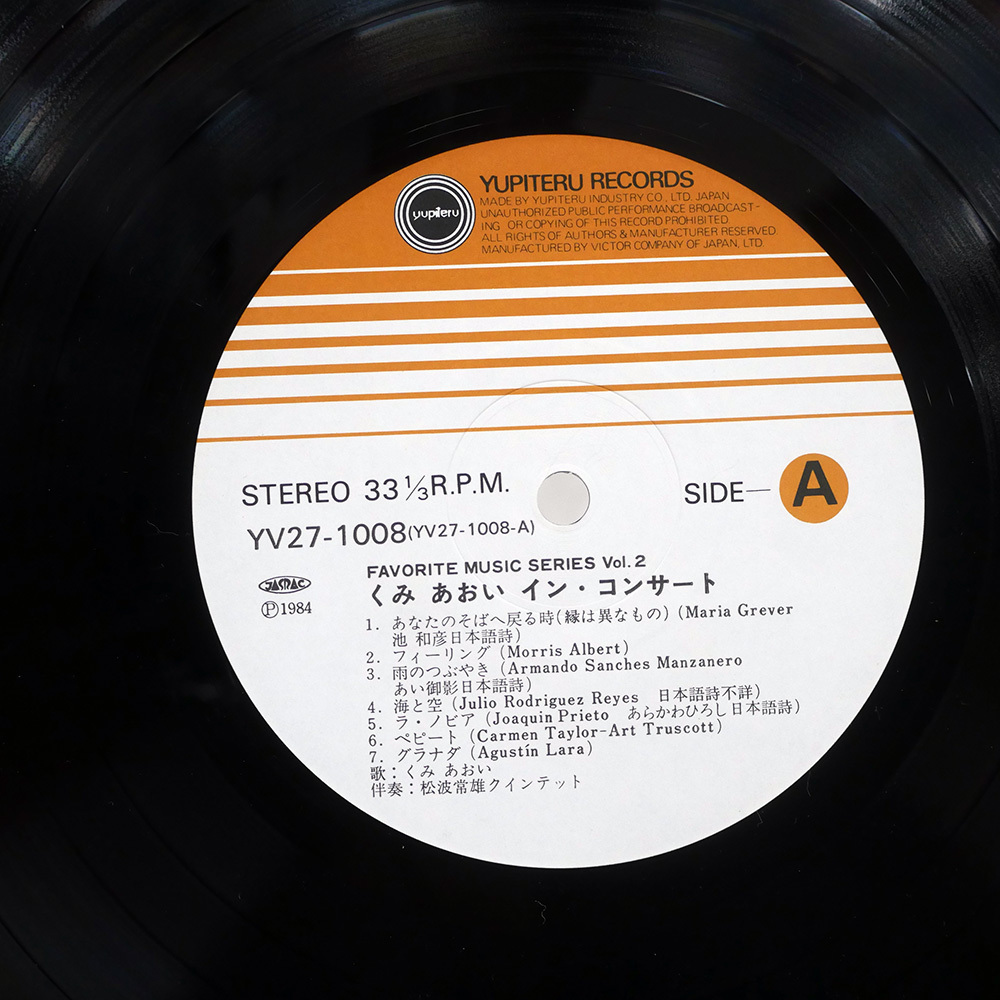 yupiteru
YUPITERU RECORDS
MADE BY YUPITERU INDUSTRY CO., LTD. JAPAN
UNAUTHORIZED PUBLIC PERFORMANCE BROADCAST-
ING OR COPYING OF THIS RECORD PROHIBITED.
ALL RIGHTS OF AUTHORS & MANUFACTURER RESERVED
MANUFACTURED BY VICTOR COMPANY OF JAPAN, LTD.
STEREO 33 1/3 R.P.M.
SIDE— A
YV27-1008(YV27-1008-A)
JASRAC
Ⓟ1984
FAVORITE MUSIC SERIES Vol. 2
くみ あおい イン・コンサート
1. あなたのそばへ戻る時(縁は異なもの) (Maria Grever
池 和彦日本語詩)
2. フィーリング (Morris Albert)
3. 雨のつぶやき (Armando Sanches Manzanero
あい御影日本語詩)
4. 海と空 (Julio Rodriguez Reyes 日本語詩不詳)
5. ラ・ノビア (Joaquin Prieto あらかわひろし日本語詩)
6. ペピート (Carmen Taylor-Art Truscott)
7. グラナダ (Agustín Lara)
歌：くみ あおい
伴奏：松波常雄クインテット